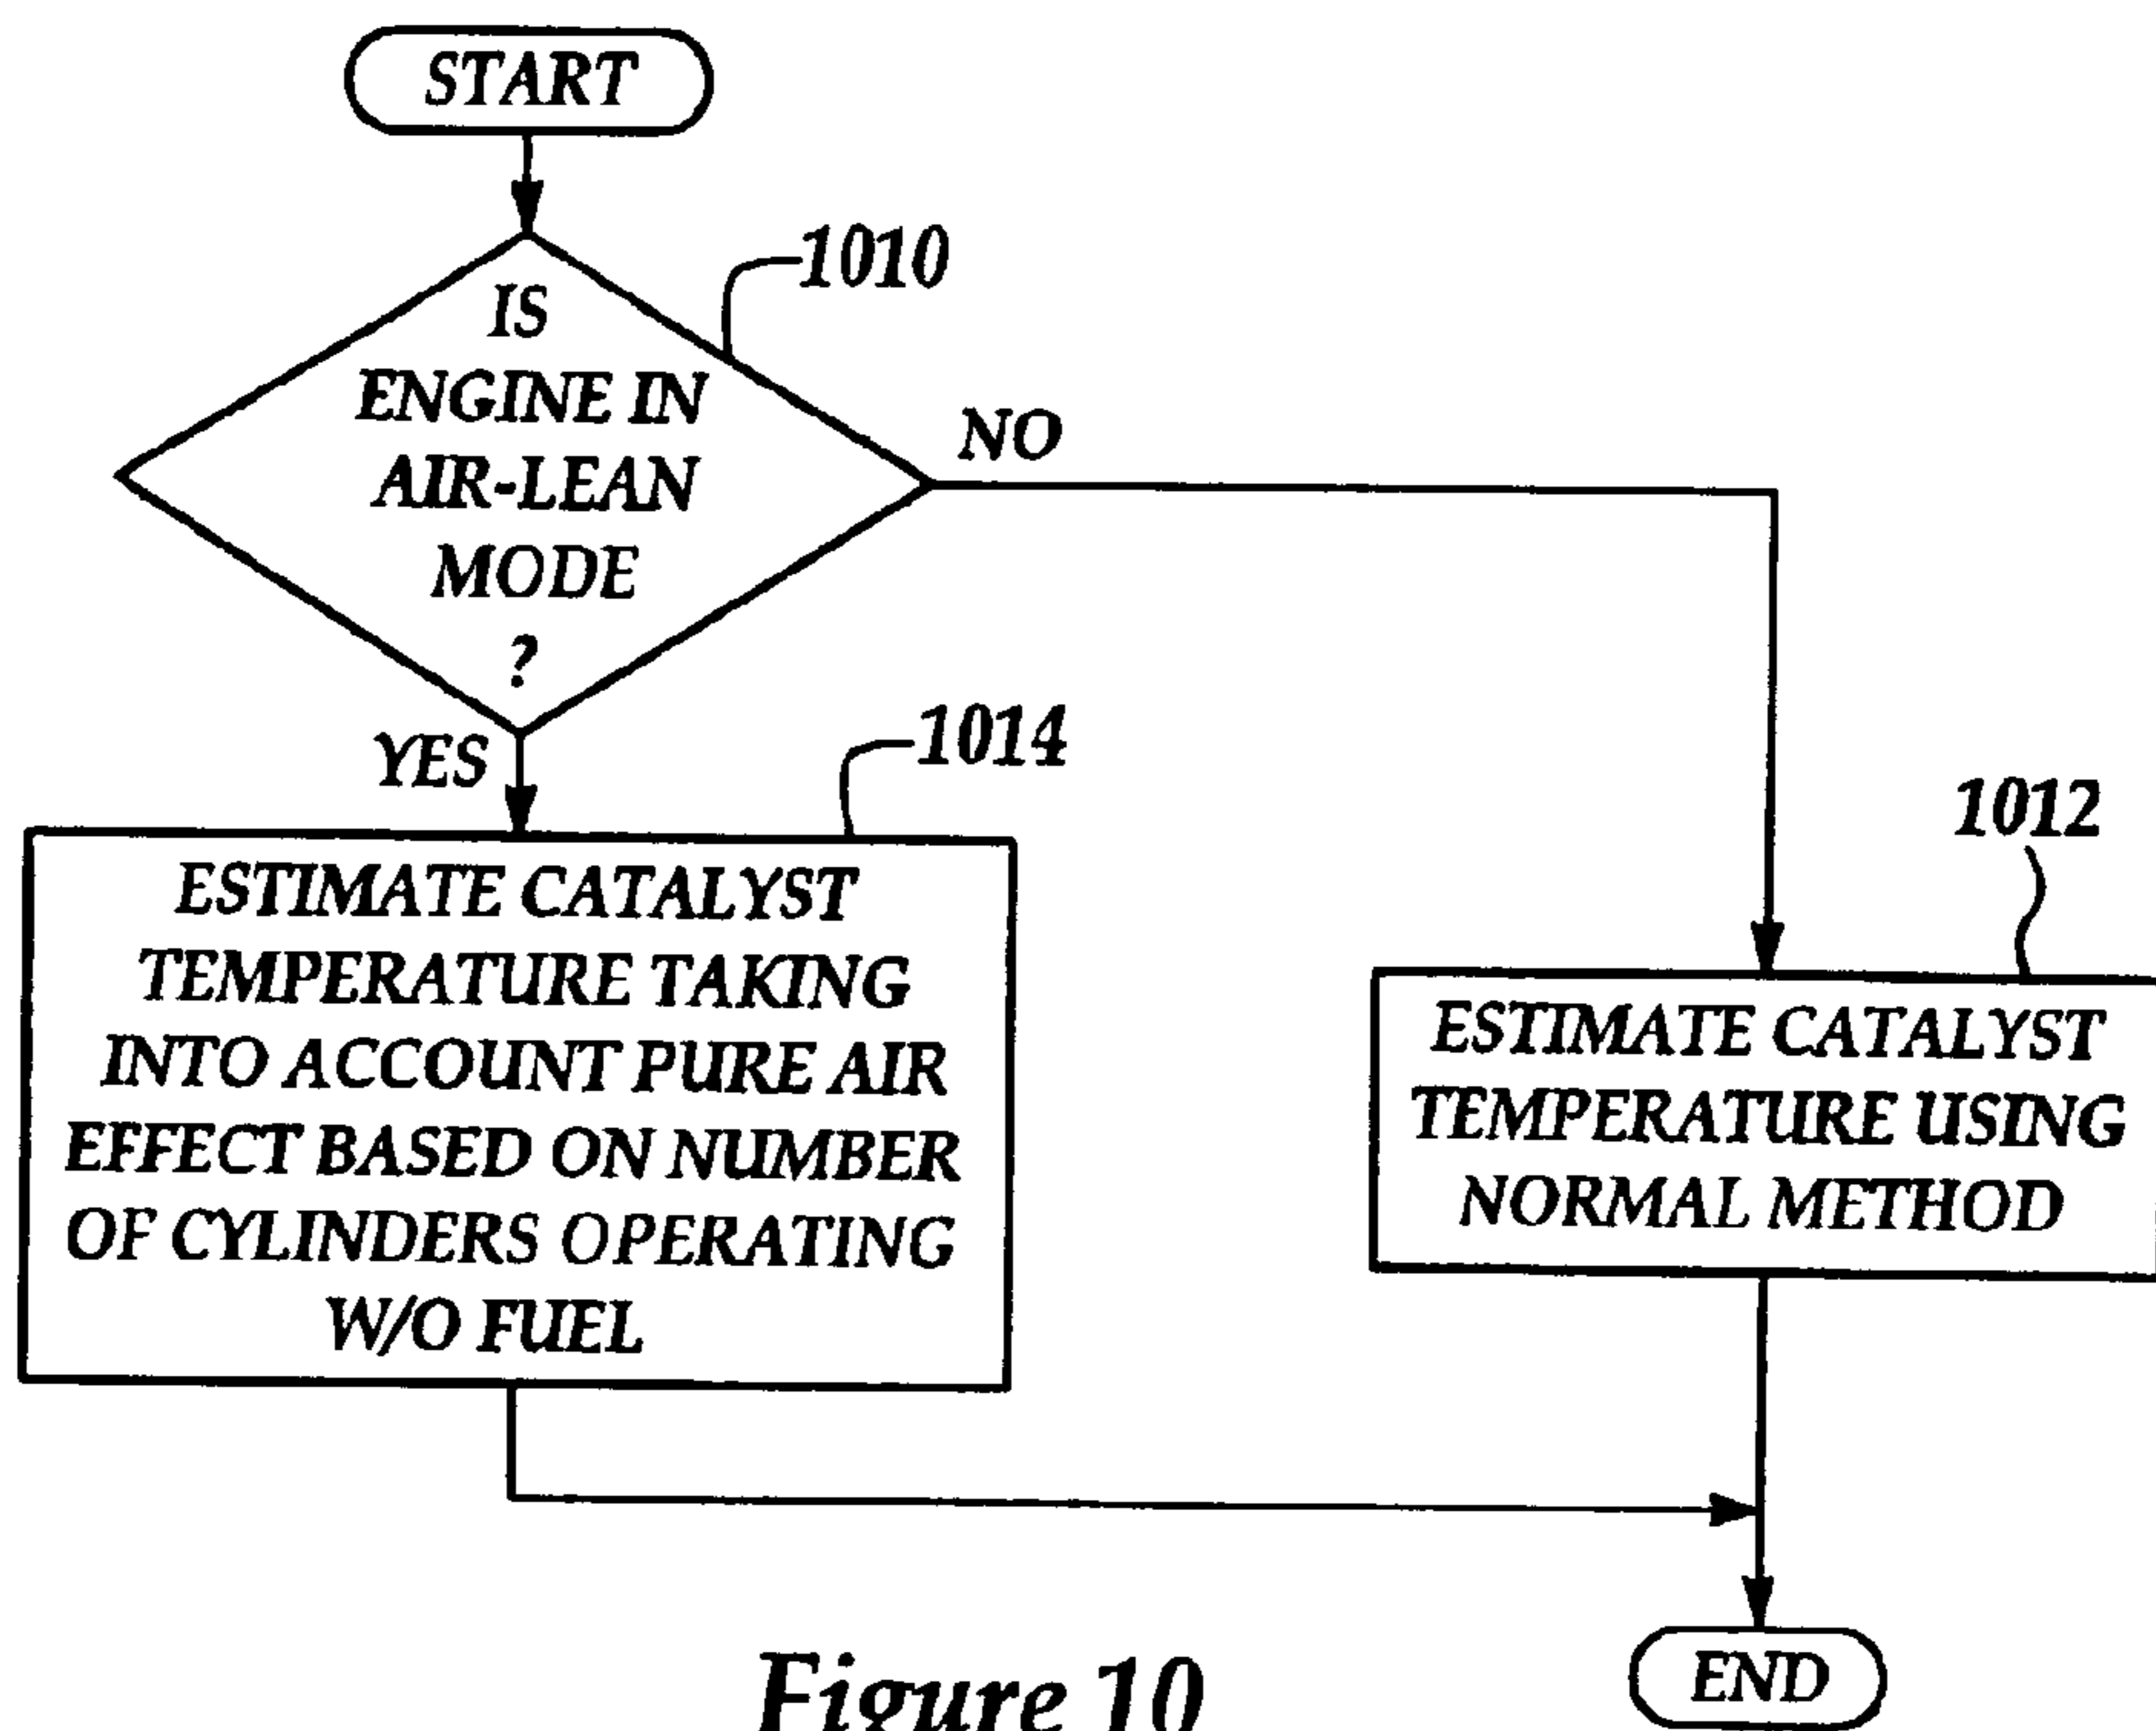 START
1010
IS
ENGINE IN
AIR-LEAN
MODE
?
NO
YES
1014
ESTIMATE CATALYST
TEMPERATURE TAKING
INTO ACCOUNT PURE AIR
EFFECT BASED ON NUMBER
OF CYLINDERS OPERATING
W/O FUEL
1012
ESTIMATE CATALYST
TEMPERATURE USING
NORMAL METHOD
END
Figure 10